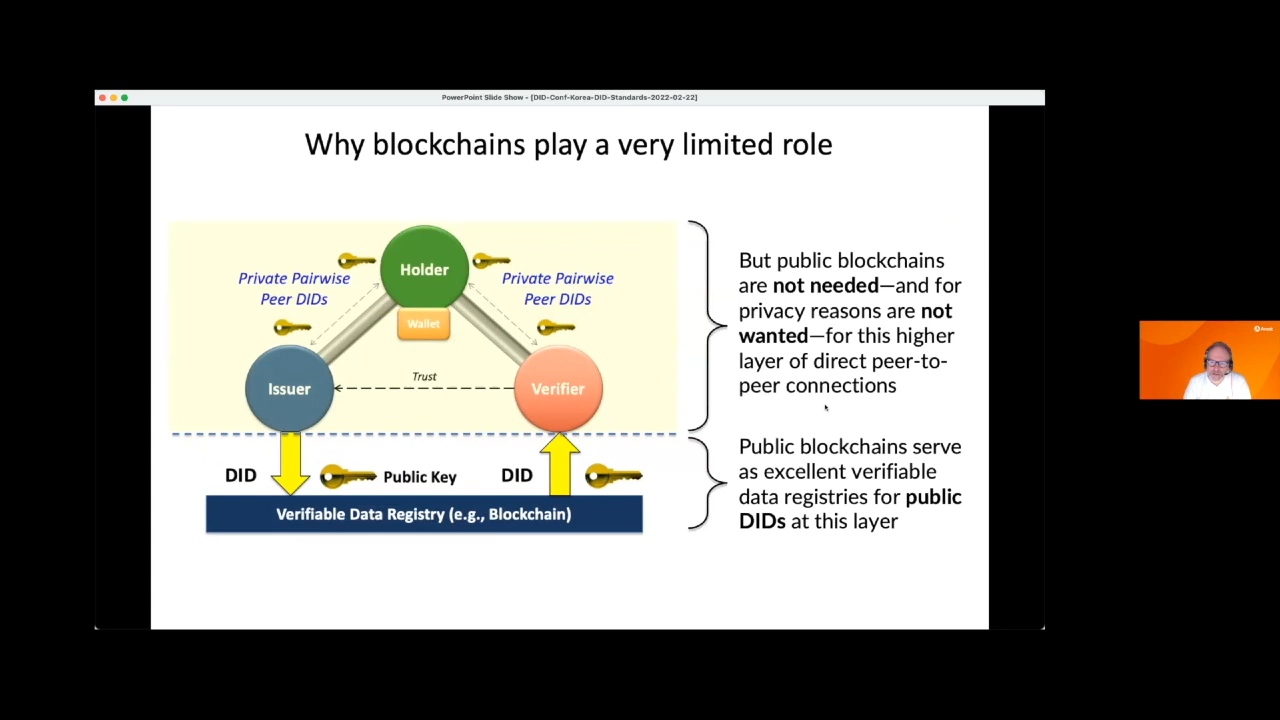 PowerPoint Slide Show - [DID-Conf-Korea-DID-Standards-2022-02-22]
Why blockchains play a very limited role
Holder
Private Pairwise
Peer DIDs
Private Pairwise
Peer DIDs
Wallet
Issuer
Trust
Verifier
DID
Public Key
DID
Verifiable Data Registry (e.g., Blockchain)
But public blockchains
are not needed—and for
privacy reasons are not
wanted—for this higher
layer of direct peer-to-
peer connections
Public blockchains serve
as excellent verifiable
data registries for public
DIDs at this layer